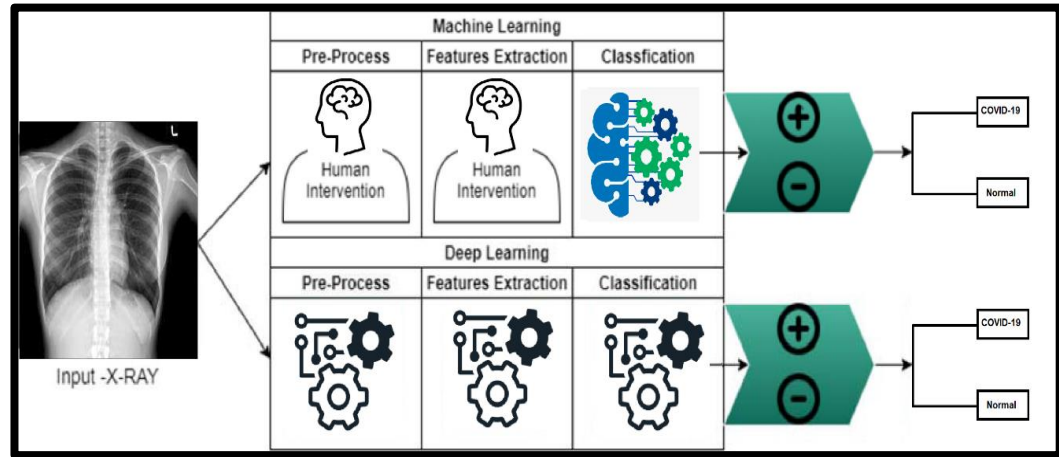 Machine Learning
Pre-Process Features Extraction Classfication
L
Human Intervention
Human Intervention
COVID-19
Normal
Deep Learning
Pre-Process Features Extraction Classification
COVID-19
Normal
Input -X-RAY